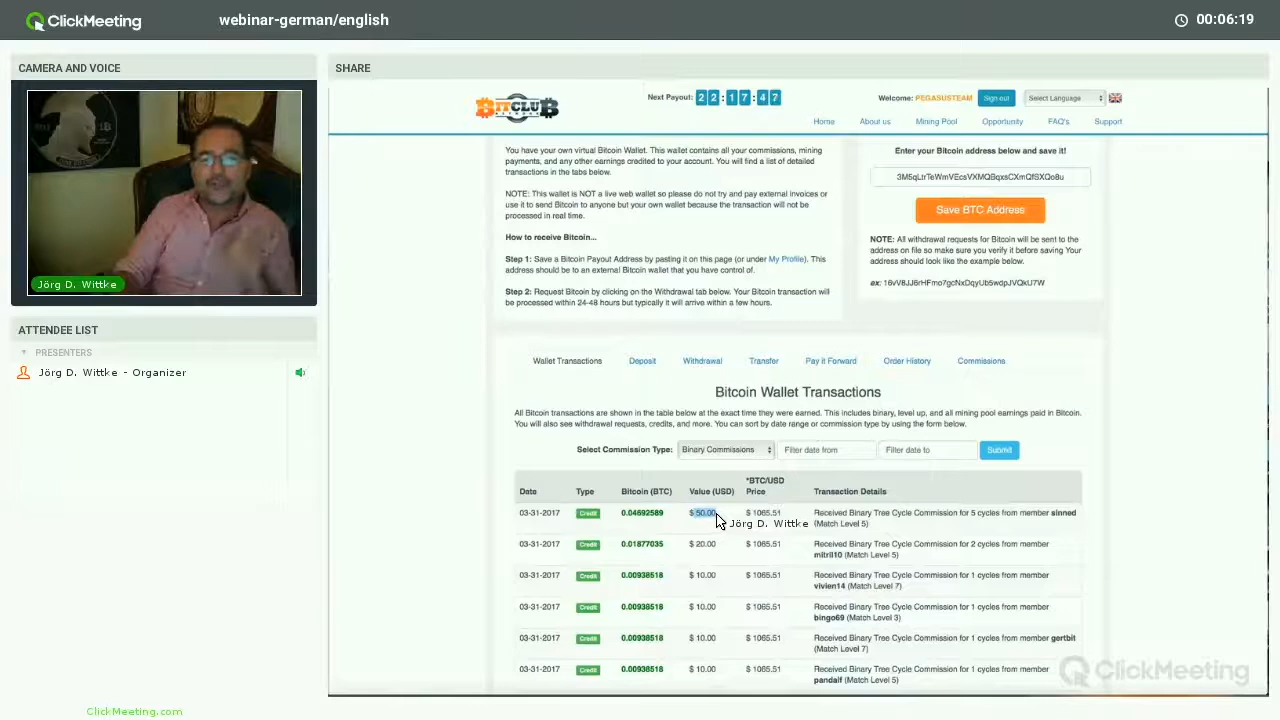 ClickMeeting
webinar-german/english
00:06:19
CAMERA AND VOICE
Jörg D. Wittke
ATTENDEE LIST
PRESENTERS
Jörg D. Wittke - Organizer
ClickMeeting.com
SHARE
BITCLUB
Next Payout: 22:17:47
Welcome: PEGASUSTEAM
Sign out
Select Language
Home
About us
Mining Pool
Opportunity
FAQ's
Support
You have your own virtual Bitcoin Wallet. This wallet contains all your commissions, mining
payments, and any other earnings credited to your account. You will find a list of detailed
transactions in the tabs below.
NOTE: This wallet is NOT a live web wallet so please do not try and pay external invoices or
use it to send Bitcoin to anyone but your own wallet because the transaction will not be
processed in real time.
How to receive Bitcoin...
Step 1: Save a Bitcoin Payout Address by pasting it on this page (or under My Profile). This
address should be to an external Bitcoin wallet that you have control of.
Step 2: Request Bitcoin by clicking on the Withdrawal tab below. Your Bitcoin transaction will
be processed within 24-48 hours but typically it will arrive within a few hours.
Enter your Bitcoin address below and save it!
Save BTC Address
NOTE: All withdrawal requests for Bitcoin will be sent to the
address on file so make sure you verify it before saving Your
address should look like the example below.
ex:
Wallet Transactions
Deposit
Withdrawal
Transfer
Pay it Forward
Order History
Commissions
Bitcoin Wallet Transactions
All Bitcoin transactions are shown in the table below at the exact time they were earned. This includes binary, level up, and all mining pool earnings paid in Bitcoin.
You will also see withdrawal requests, credits, and more. You can sort by date range or commission type by using the form below.
Select Commission Type: Binary Commissions Filter date from Filter date to Submit
Date Type Bitcoin (BTC) Value (USD) *BTC/USD Price Transaction Details
03-31-2017 Credit 0.04692589 $ 50.00 $ 1065.51 Received Binary Tree Cycle Commission for 5 cycles from member sinned
(Match Level 5)
Jörg D. Wittke
03-31-2017 Credit 0.01877035 $ 20.00 $ 1065.51 Received Binary Tree Cycle Commission for 2 cycles from member
mitril10 (Match Level 5)
03-31-2017 Credit 0.00938518 $ 10.00 $ 1065.51 Received Binary Tree Cycle Commission for 1 cycles from member
vivien14 (Match Level 7)
03-31-2017 Credit 0.00938518 $ 10.00 $ 1065.51 Received Binary Tree Cycle Commission for 1 cycles from member
bingo69 (Match Level 3)
03-31-2017 Credit 0.00938518 $ 10.00 $ 1065.51 Received Binary Tree Cycle Commission for 1 cycles from member gertbit
(Match Level 7)
03-31-2017 Credit 0.00938518 $ 10.00 $ 1065.51 Received Binary Tree Cycle Commission for 1 cycles from member
pandalf (Match Level 5)
ClickMeeting